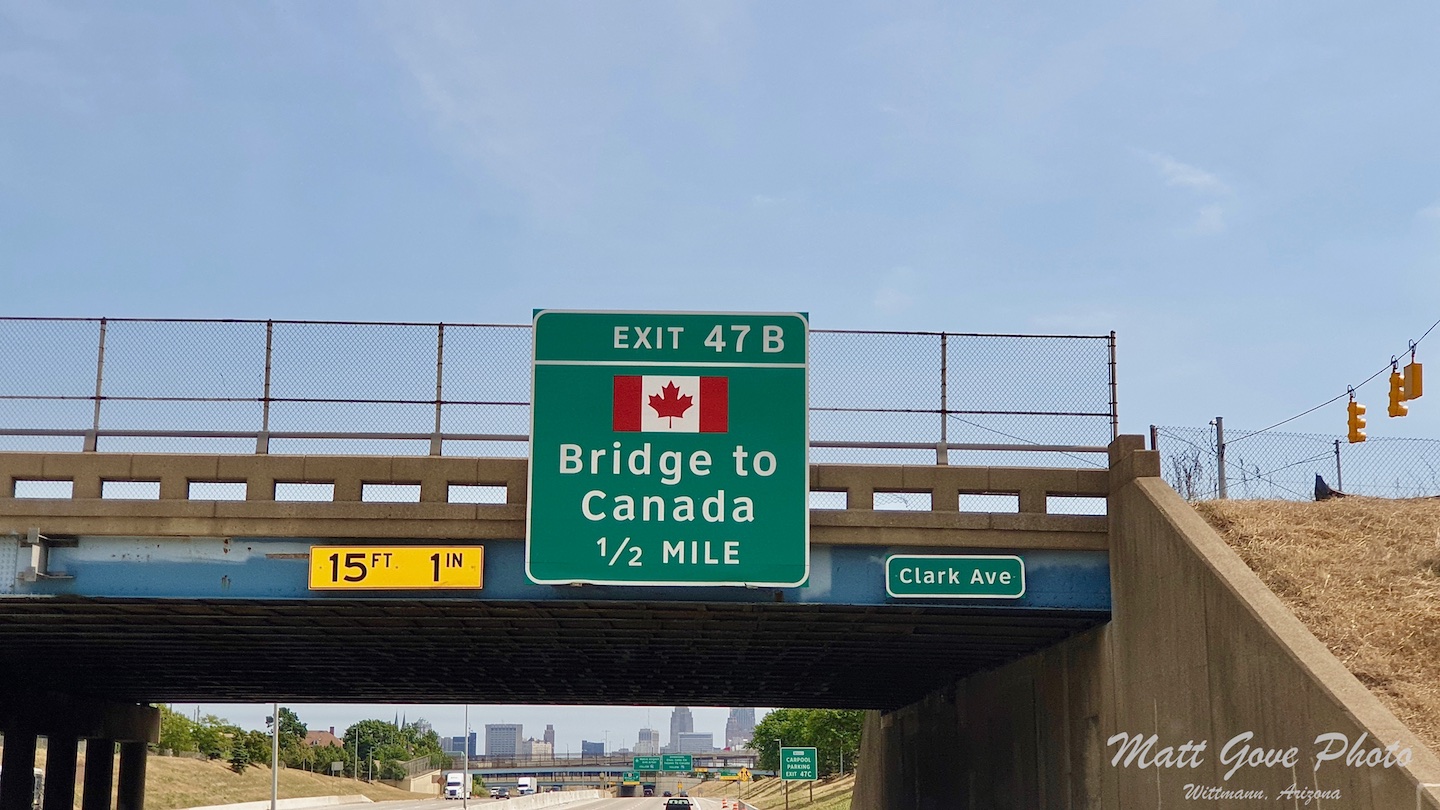 EXIT 47 B
Bridge to
Canada
1/2 MILE
15 FT 1 IN
Clark Ave
CARPOOL
PARKING
EXIT 47C
Matt Gove Photo
Wittmann, Arizona